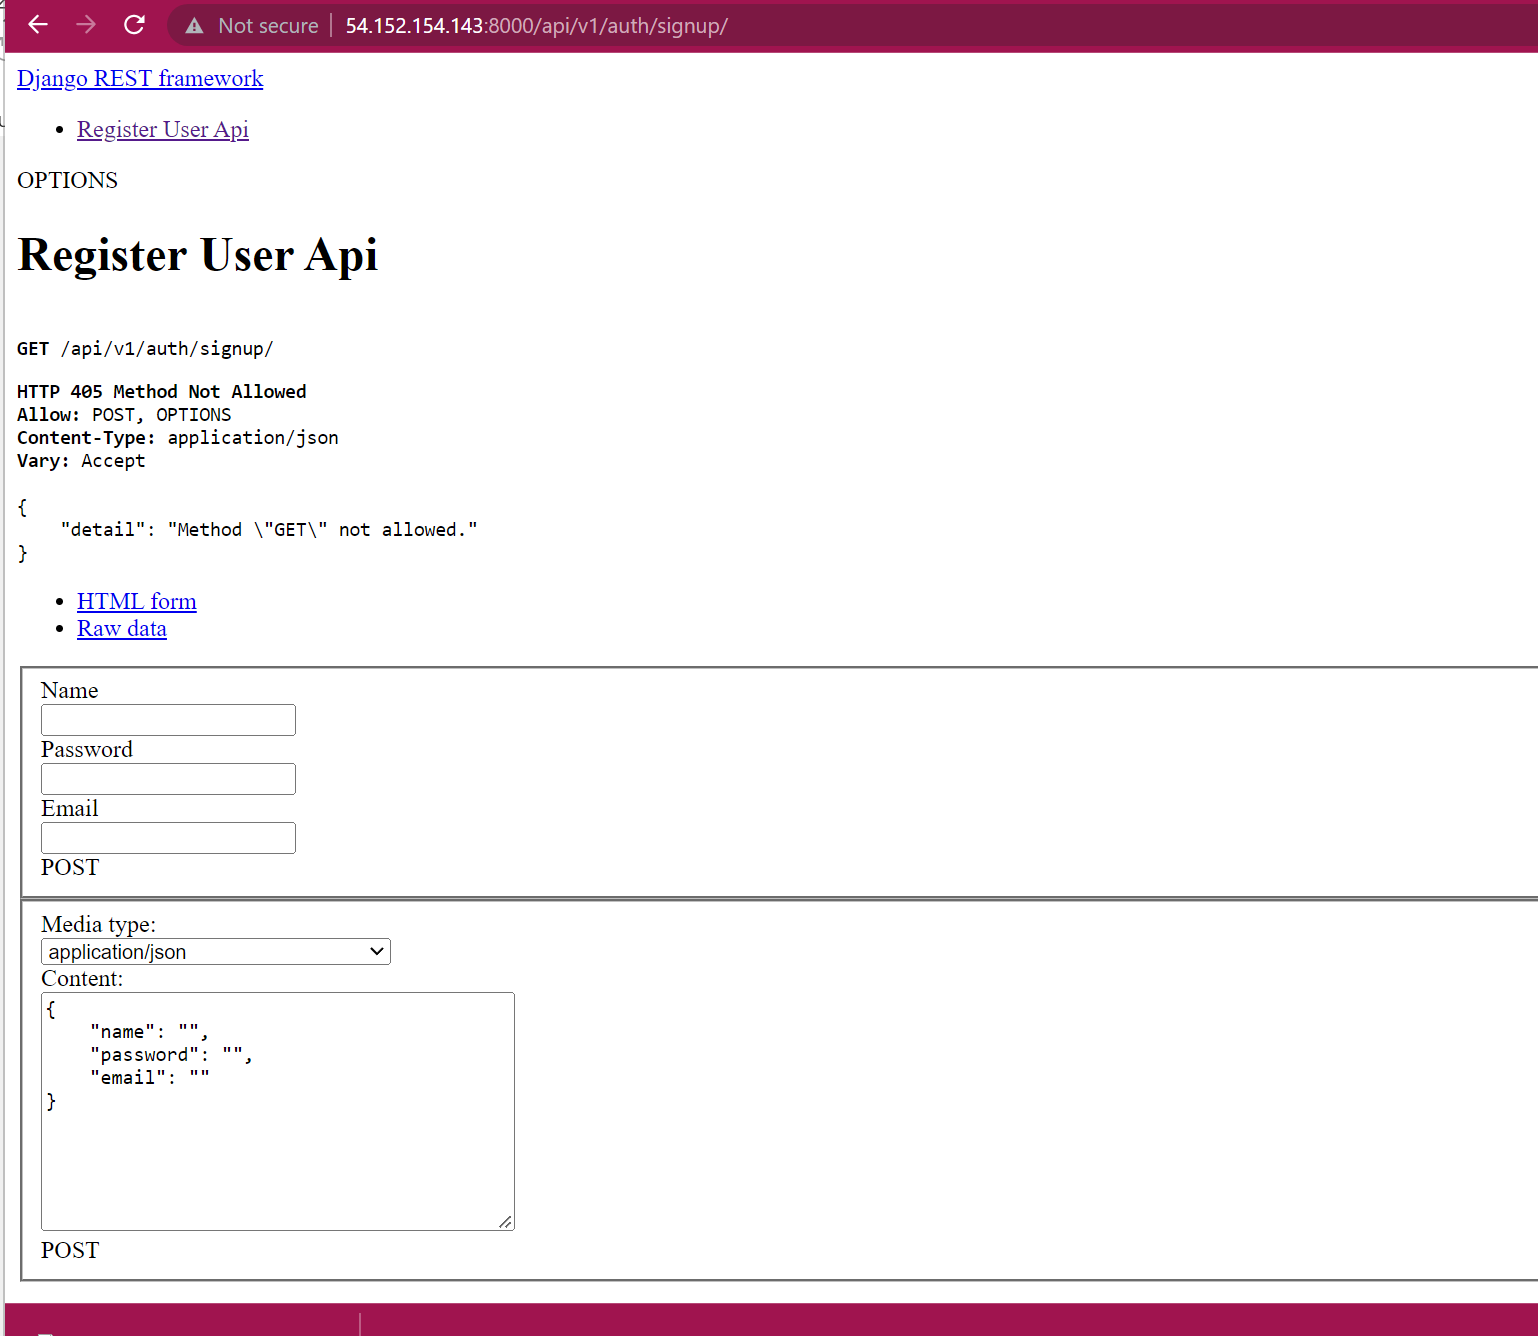 Not secure 54.152.154.143:8000/api/v1/auth/signup/
Django REST framework
Register User Api
OPTIONS
Register User Api
GET /api/v1/auth/signup/
HTTP 405 Method Not Allowed
Allow: POST, OPTIONS
Content-Type: application/json
Vary: Accept
{
    "detail": "Method \"GET\" not allowed."
}
HTML form
Raw data
Name
Password
Email
POST
Media type:
application/json
Content:
{
    "name": "",
    "password": "",
    "email": ""
}
POST